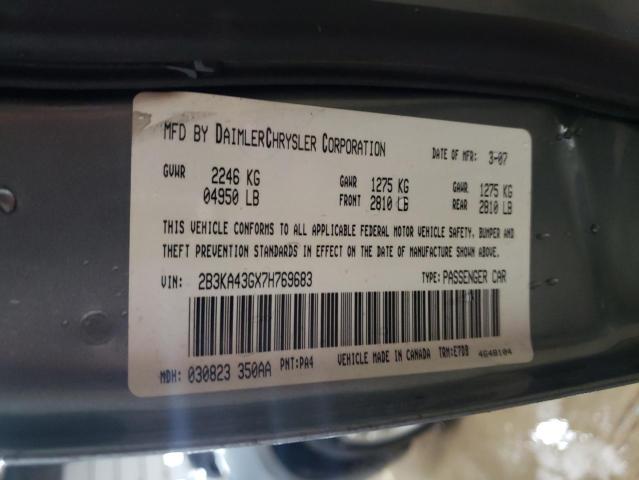 MFD BY DAIMLERCHRYSLER CORPORATION DATE OF MFR: 3-07
GVWR 2246 KG GAWR 1275 KG GAWR 1275 KG
04950 LB FRONT 2810 LB REAR 2810 LB
THIS VEHICLE CONFORMS TO ALL APPLICABLE FEDERAL MOTOR VEHICLE SAFETY, BUMPER AND
THEFT PREVENTION STANDARDS IN EFFECT ON THE DATE OF MANUFACTURE SHOWN ABOVE.
VIN: 2B3KA43GX7H769683 TYPE: PASSENGER CAR
MDH: 030823 350AA PNT: PA4 VEHICLE MADE IN CANADA TRM: E7DB 4648104